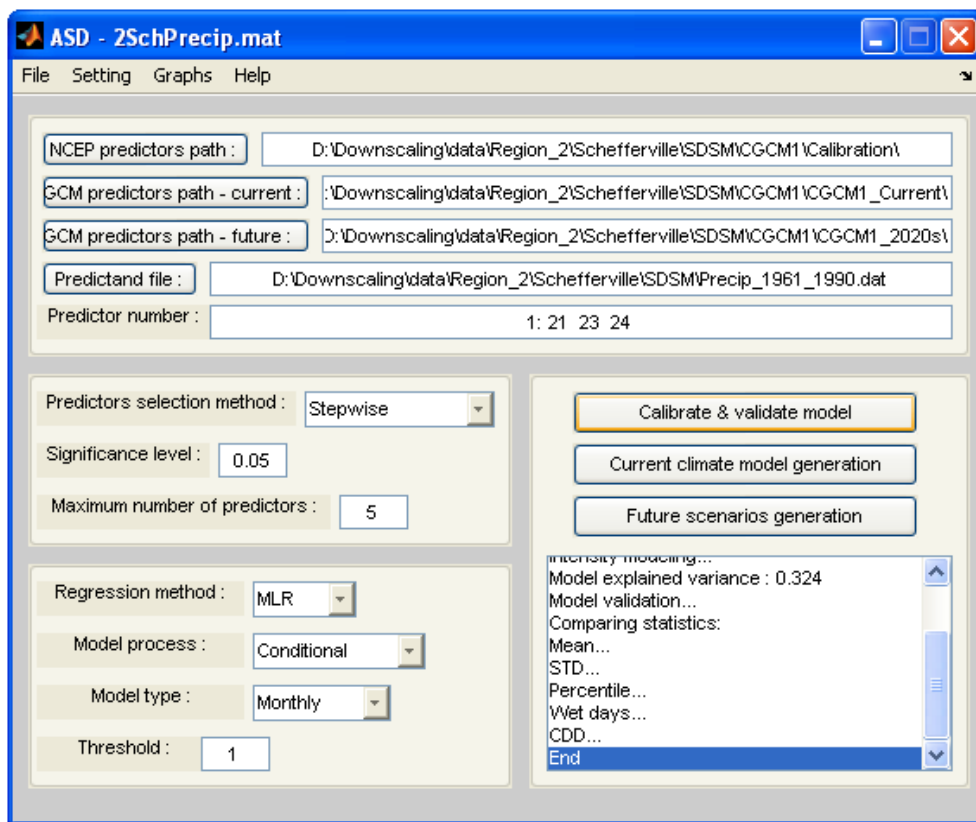 ASD - 2SchPrecip.mat
File Setting Graphs Help
NCEP predictors path : D:\Downscaling\data\Region_2\Schefferville\SDSM\CGCM1\Calibration\
GCM predictors path - current : :\Downscaling\data\Region_2\Schefferville\SDSM\CGCM1\CGCM1_Current\
GCM predictors path - future : D:\Downscaling\data\Region_2\Schefferville\SDSM\CGCM1\CGCM1_2020s\
Predictand file : D:\Downscaling\data\Region_2\Schefferville\SDSM\Precip_1961_1990.dat
Predictor number : 1: 21 23 24
Predictors selection method : Stepwise
Significance level : 0.05
Maximum number of predictors : 5
Regression method : MLR
Model process : Conditional
Model type : Monthly
Threshold : 1
Calibrate & validate model
Current climate model generation
Future scenarios generation
Intensity modeling...
Model explained variance : 0.324
Model validation...
Comparing statistics:
Mean...
STD...
Percentile...
Wet days...
CDD...
End